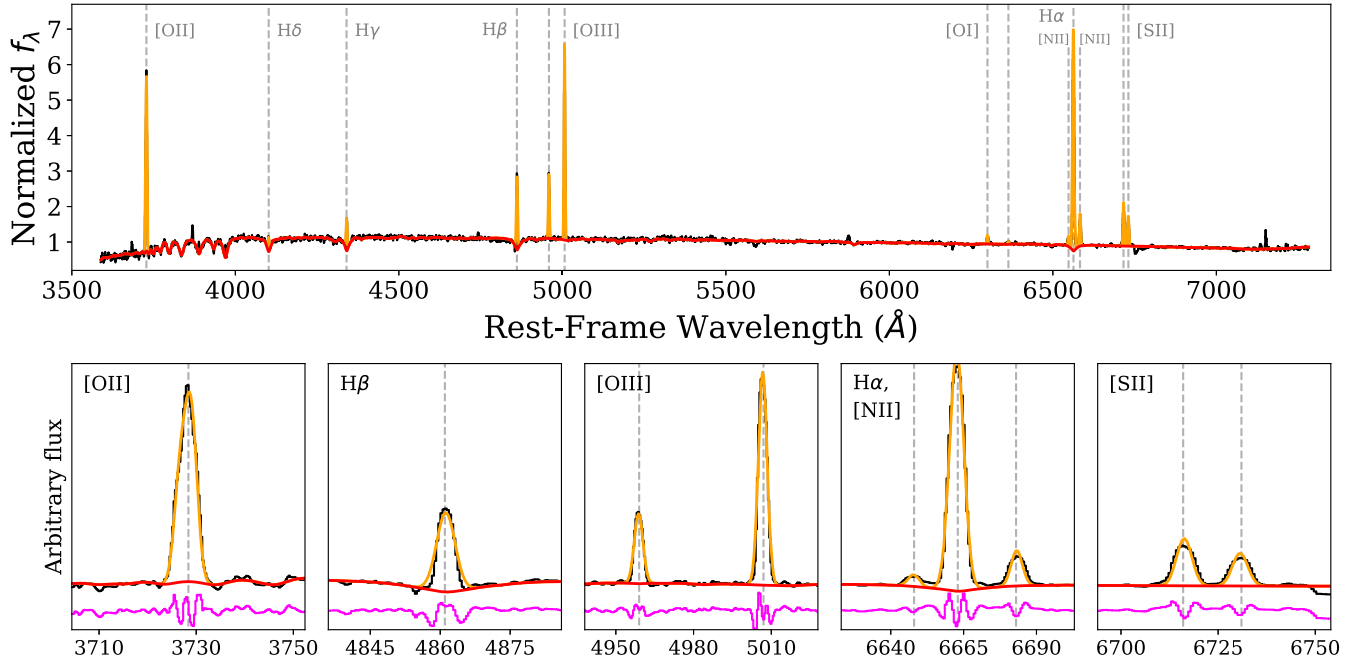 Normalized fλ
7
6
5
4
3
2
1
[OII]
Hδ
Hγ
Hβ
[OIII]
[OI]
Hα
[NII]
[NII]
[SII]
3500 4000 4500 5000 5500 6000 6500 7000
Rest-Frame Wavelength (Å)
Arbitrary flux
[OII]
3710 3730 3750
Hβ
4845 4860 4875
[OIII]
4950 4980 5010
Hα,
[NII]
6640 6665 6690
[SII]
6700 6725 6750